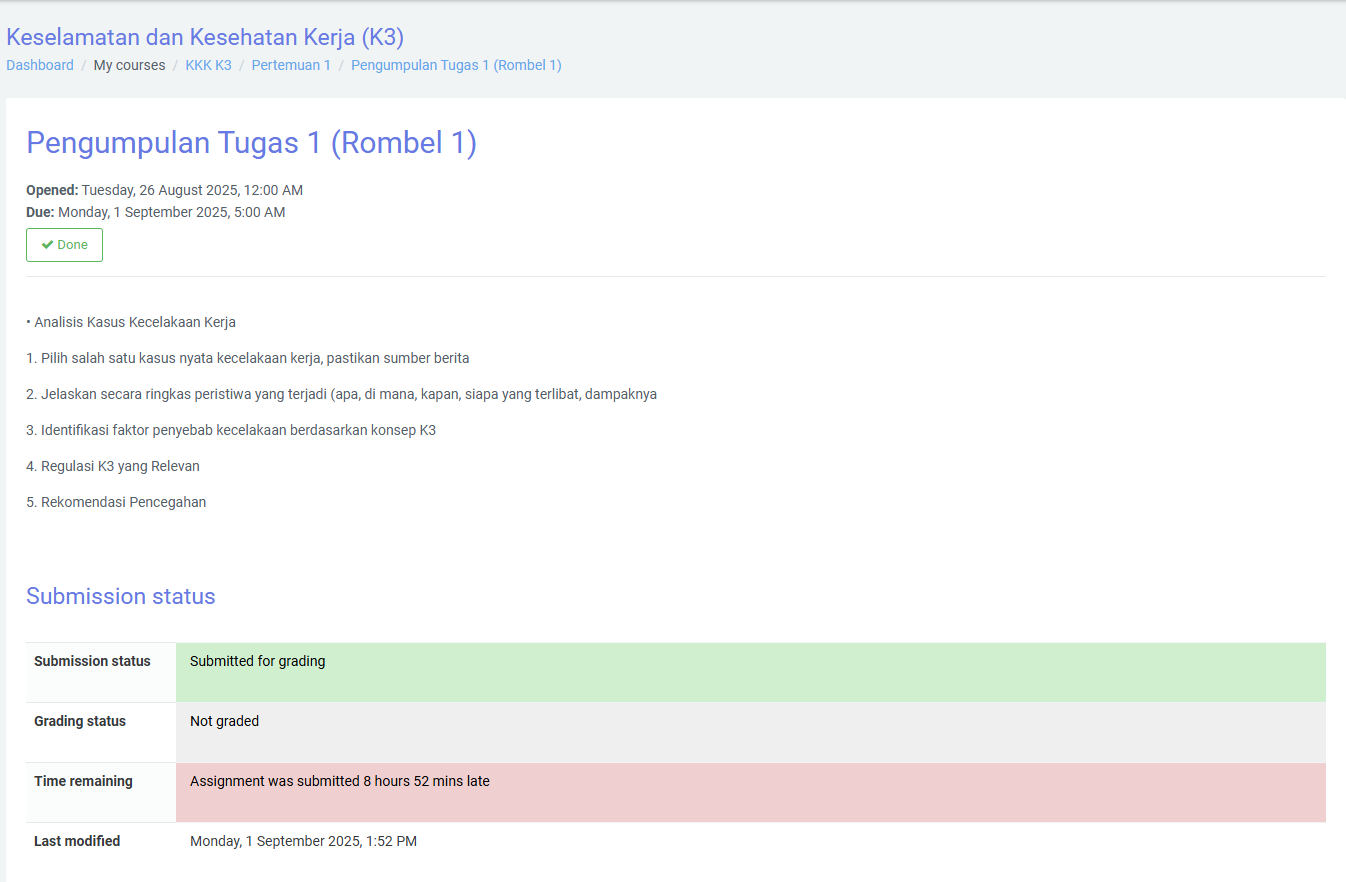 Keselamatan dan Kesehatan Kerja (K3)
Dashboard / My courses / KKK K3 / Pertemuan 1 / Pengumpulan Tugas 1 (Rombel 1)
Pengumpulan Tugas 1 (Rombel 1)
Opened: Tuesday, 26 August 2025, 12:00 AM
Due: Monday, 1 September 2025, 5:00 AM
✔ Done
• Analisis Kasus Kecelakaan Kerja
1. Pilih salah satu kasus nyata kecelakaan kerja, pastikan sumber berita
2. Jelaskan secara ringkas peristiwa yang terjadi (apa, di mana, kapan, siapa yang terlibat, dampaknya
3. Identifikasi faktor penyebab kecelakaan berdasarkan konsep K3
4. Regulasi K3 yang Relevan
5. Rekomendasi Pencegahan
Submission status
Submission status Submitted for grading
Grading status Not graded
Time remaining Assignment was submitted 8 hours 52 mins late
Last modified Monday, 1 September 2025, 1:52 PM